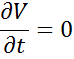 ∂V/∂t = 0